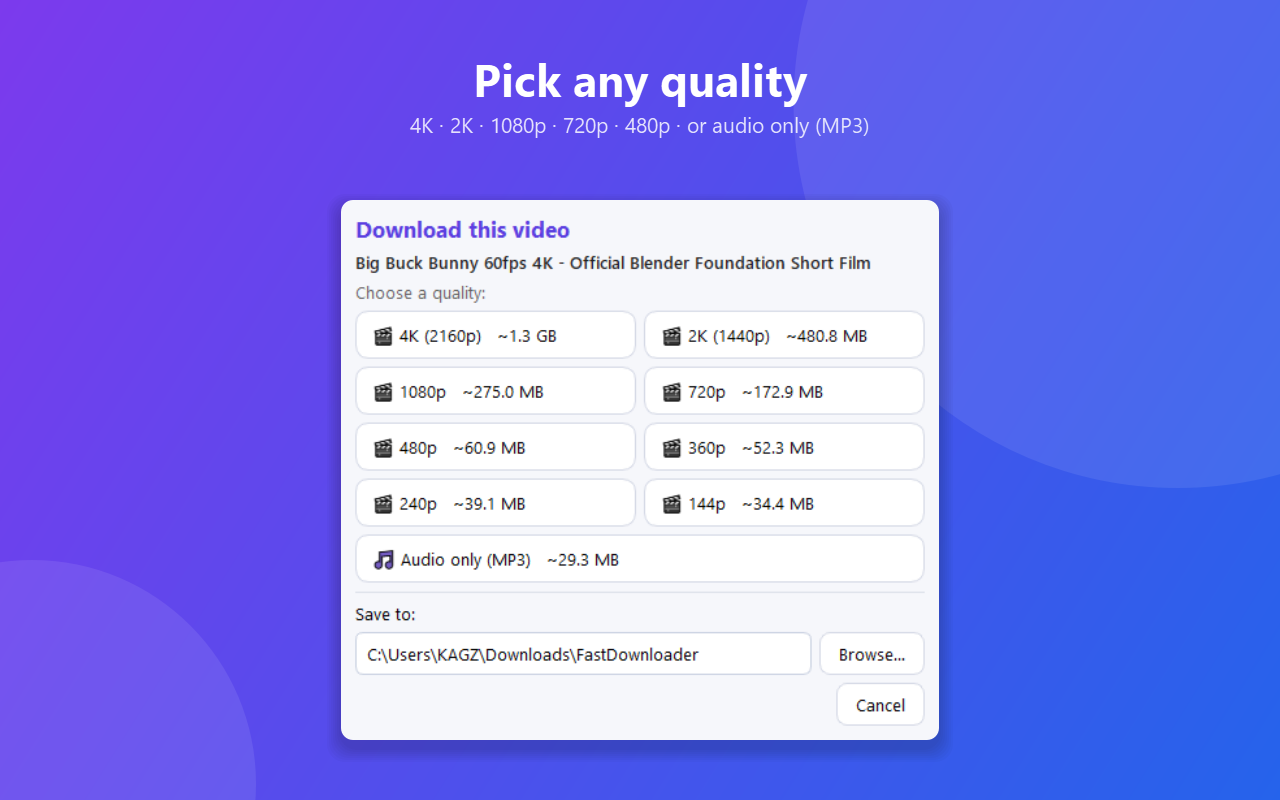 Pick any quality
4K · 2K · 1080p · 720p · 480p · or audio only (MP3)
Download this video
Big Buck Bunny 60fps 4K - Official Blender Foundation Short Film
Choose a quality:
4K (2160p) ~1.3 GB
2K (1440p) ~480.8 MB
1080p ~275.0 MB
720p ~172.9 MB
480p ~60.9 MB
360p ~52.3 MB
240p ~39.1 MB
144p ~34.4 MB
Audio only (MP3) ~29.3 MB
Save to:
C:\Users\KAGZ\Downloads\FastDownloader
Browse...
Cancel